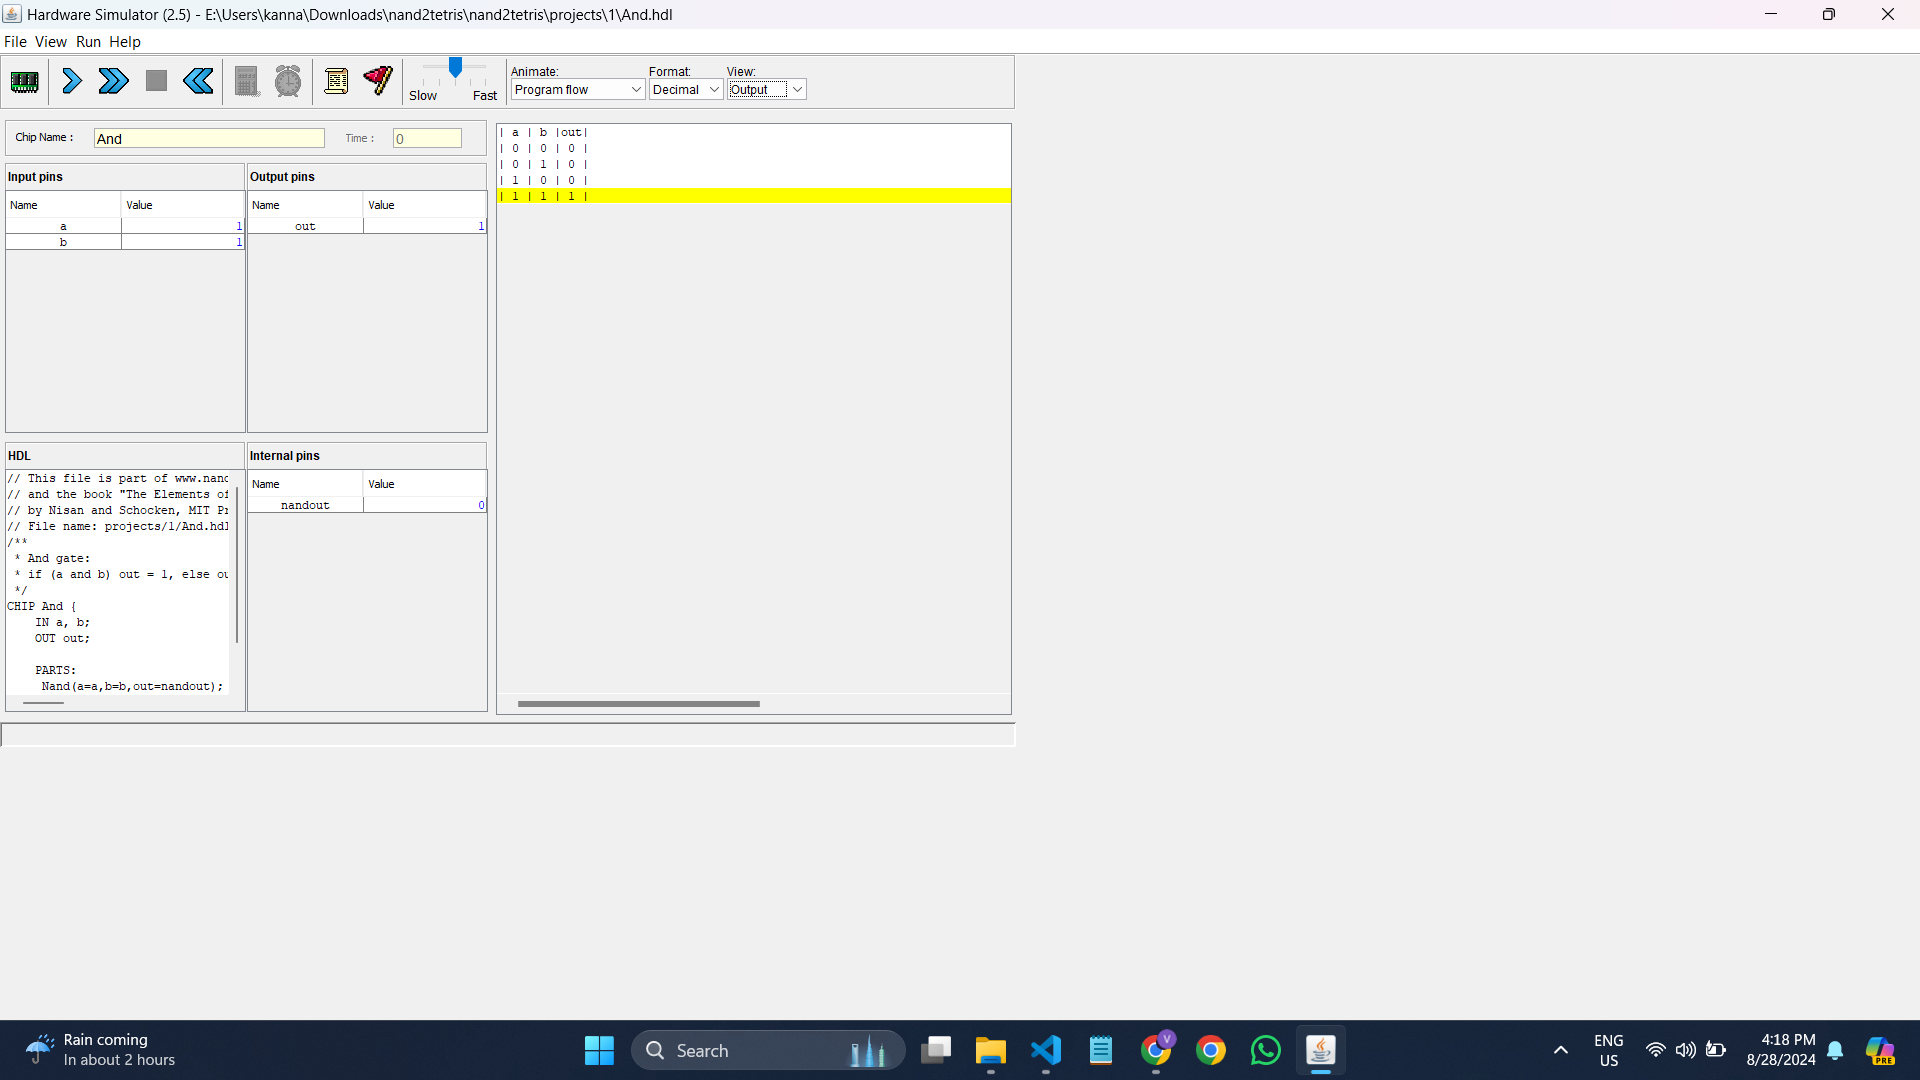 Hardware Simulator (2.5) - E:\Users\kanna\Downloads\nand2tetris\nand2tetris\projects\1\And.hdl
File View Run Help
Slow Fast
Animate: Format: View:
Program flow Decimal Output
Chip Name : And Time : 0
Input pins
Name Value
a 1
b 1
Output pins
Name Value
out 1
HDL
// This file is part of www.nand
// and the book "The Elements of
// by Nisan and Schocken, MIT Pr
// File name: projects/1/And.hdl
/**
* And gate:
* if (a and b) out = 1, else ou
*/
CHIP And {
IN a, b;
OUT out;
PARTS:
Nand(a=a,b=b,out=nandout);
Internal pins
Name Value
nandout 0
| a | b |out|
| 0 | 0 | 0 |
| 0 | 1 | 0 |
| 1 | 0 | 0 |
| 1 | 1 | 1 |
Rain coming
In about 2 hours
Search
V
ENG
US
4:18 PM
8/28/2024
PRE